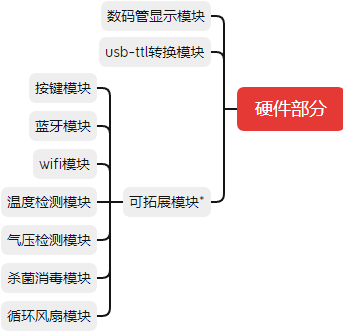 数码管显示模块
usb-ttl转换模块
硬件部分
按键模块
蓝牙模块
wifi模块
温度检测模块
可拓展模块*
气压检测模块
杀菌消毒模块
循环风扇模块